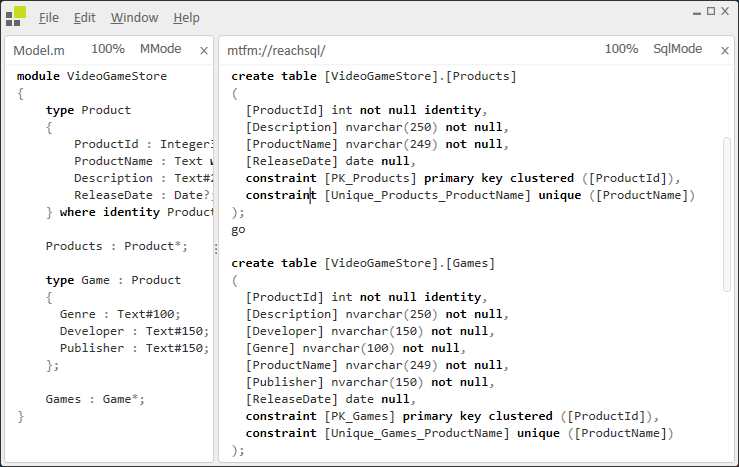 File Edit Window Help
Model.m 100% MMode x
module VideoGameStore
{
type Product
{
ProductId : Integer
ProductName : Text
Description : Text#2
ReleaseDate : Date?;
} where identity Product
Products : Product*;
type Game : Product
{
Genre : Text#100;
Developer : Text#150;
Publisher : Text#150;
};
Games : Game*;
}
mtfm://reachsql/ 100% SqlMode x
create table [VideoGameStore].[Products]
(
[ProductId] int not null identity,
[Description] nvarchar(250) not null,
[ProductName] nvarchar(249) not null,
[ReleaseDate] date null,
constraint [PK_Products] primary key clustered ([ProductId]),
constraint [Unique_Products_ProductName] unique ([ProductName])
);
go
create table [VideoGameStore].[Games]
(
[ProductId] int not null identity,
[Description] nvarchar(250) not null,
[Developer] nvarchar(150) not null,
[Genre] nvarchar(100) not null,
[ProductName] nvarchar(249) not null,
[Publisher] nvarchar(150) not null,
[ReleaseDate] date null,
constraint [PK_Games] primary key clustered ([ProductId]),
constraint [Unique_Games_ProductName] unique ([ProductName])
);